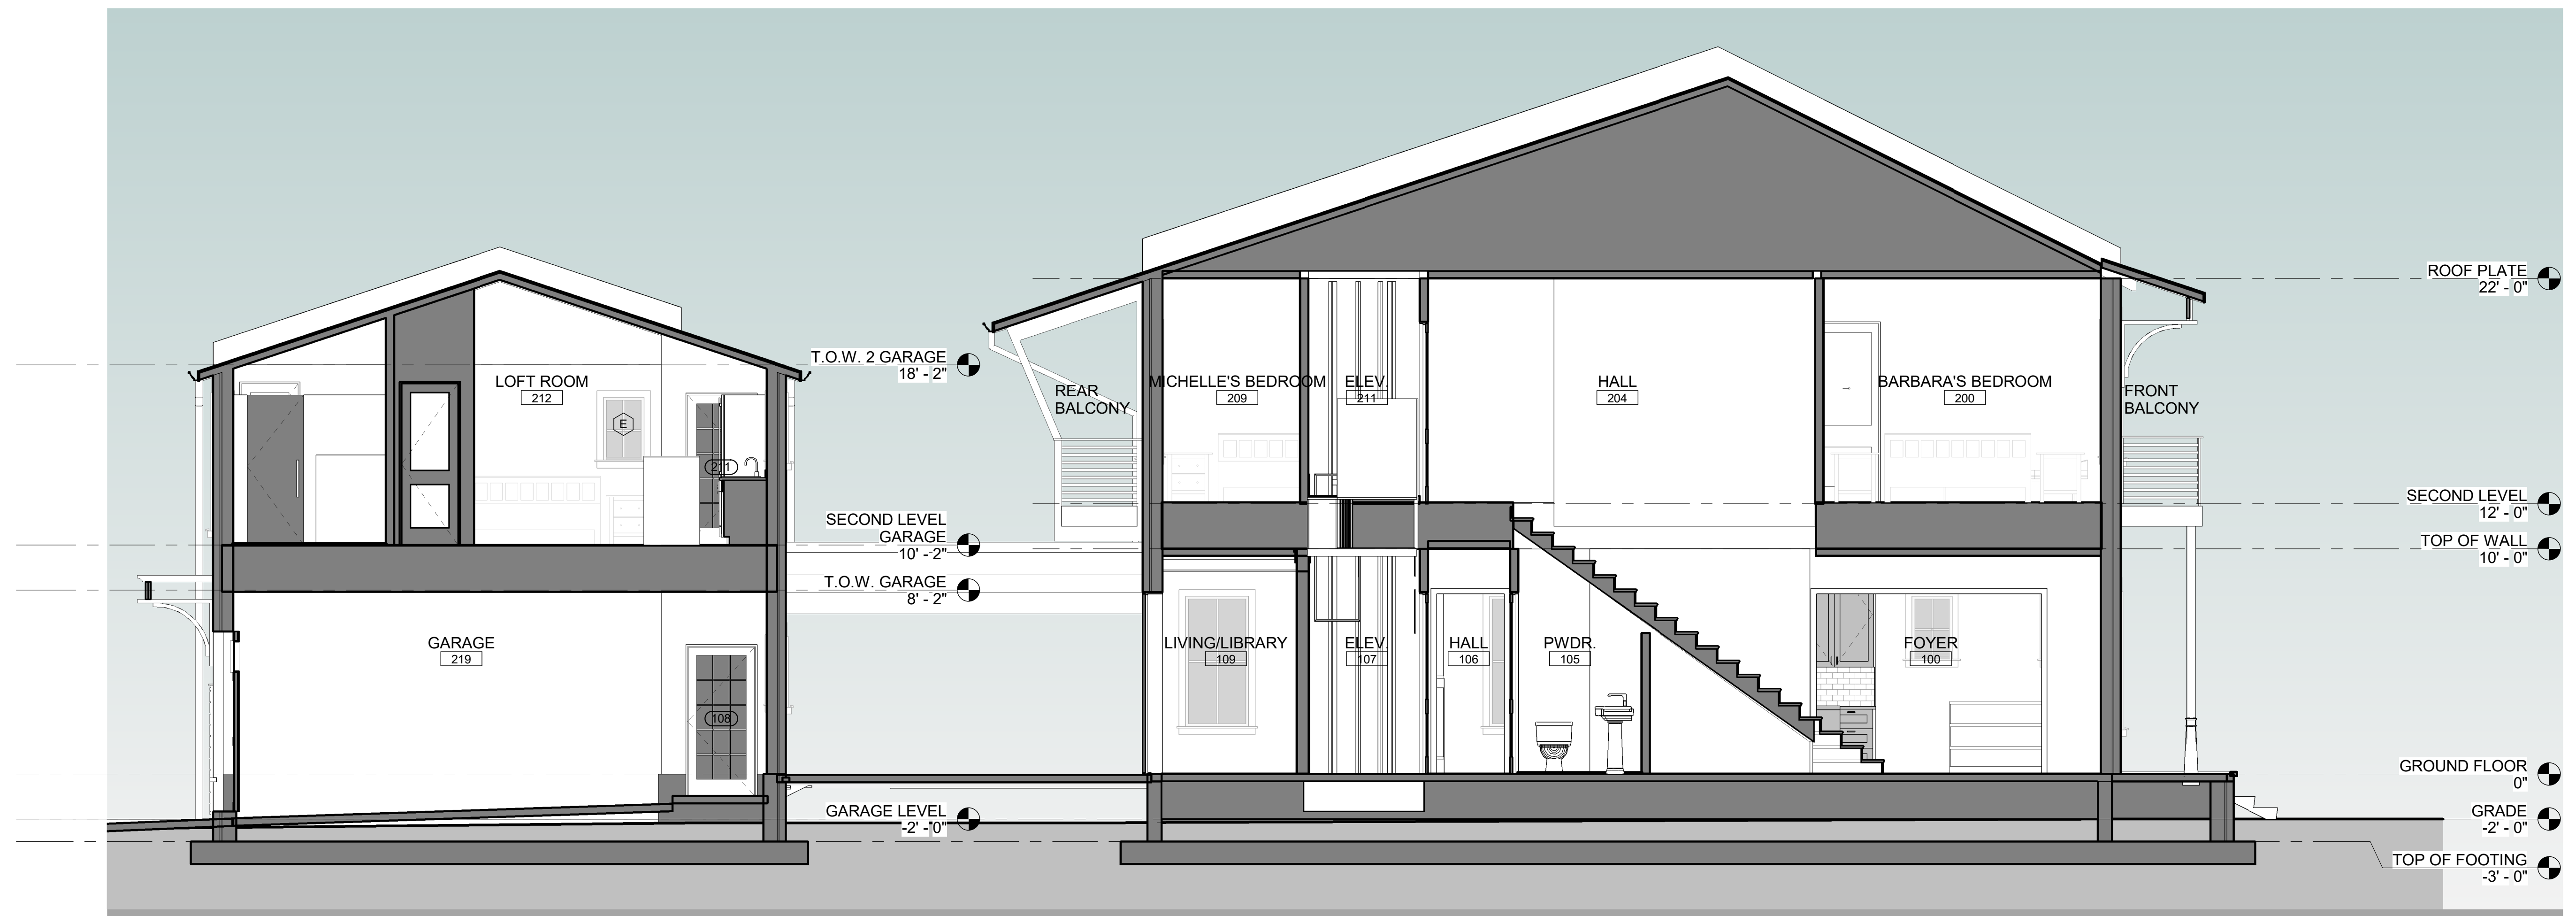 ROOF PLATE
22' - 0"
T.O.W. 2 GARAGE
18' - 2"
LOFT ROOM
212
E
211
REAR
BALCONY
MICHELLE'S BEDROOM
209
ELEV.
211
HALL
204
BARBARA'S BEDROOM
200
FRONT
BALCONY
SECOND LEVEL
12' - 0"
SECOND LEVEL
GARAGE
10' - 2"
TOP OF WALL
10' - 0"
T.O.W. GARAGE
8' - 2"
GARAGE
219
108
LIVING/LIBRARY
109
ELEV.
107
HALL
106
PWDR.
105
FOYER
100
GROUND FLOOR
0"
GARAGE LEVEL
-2' - 0"
GRADE
-2' - 0"
TOP OF FOOTING
-3' - 0"